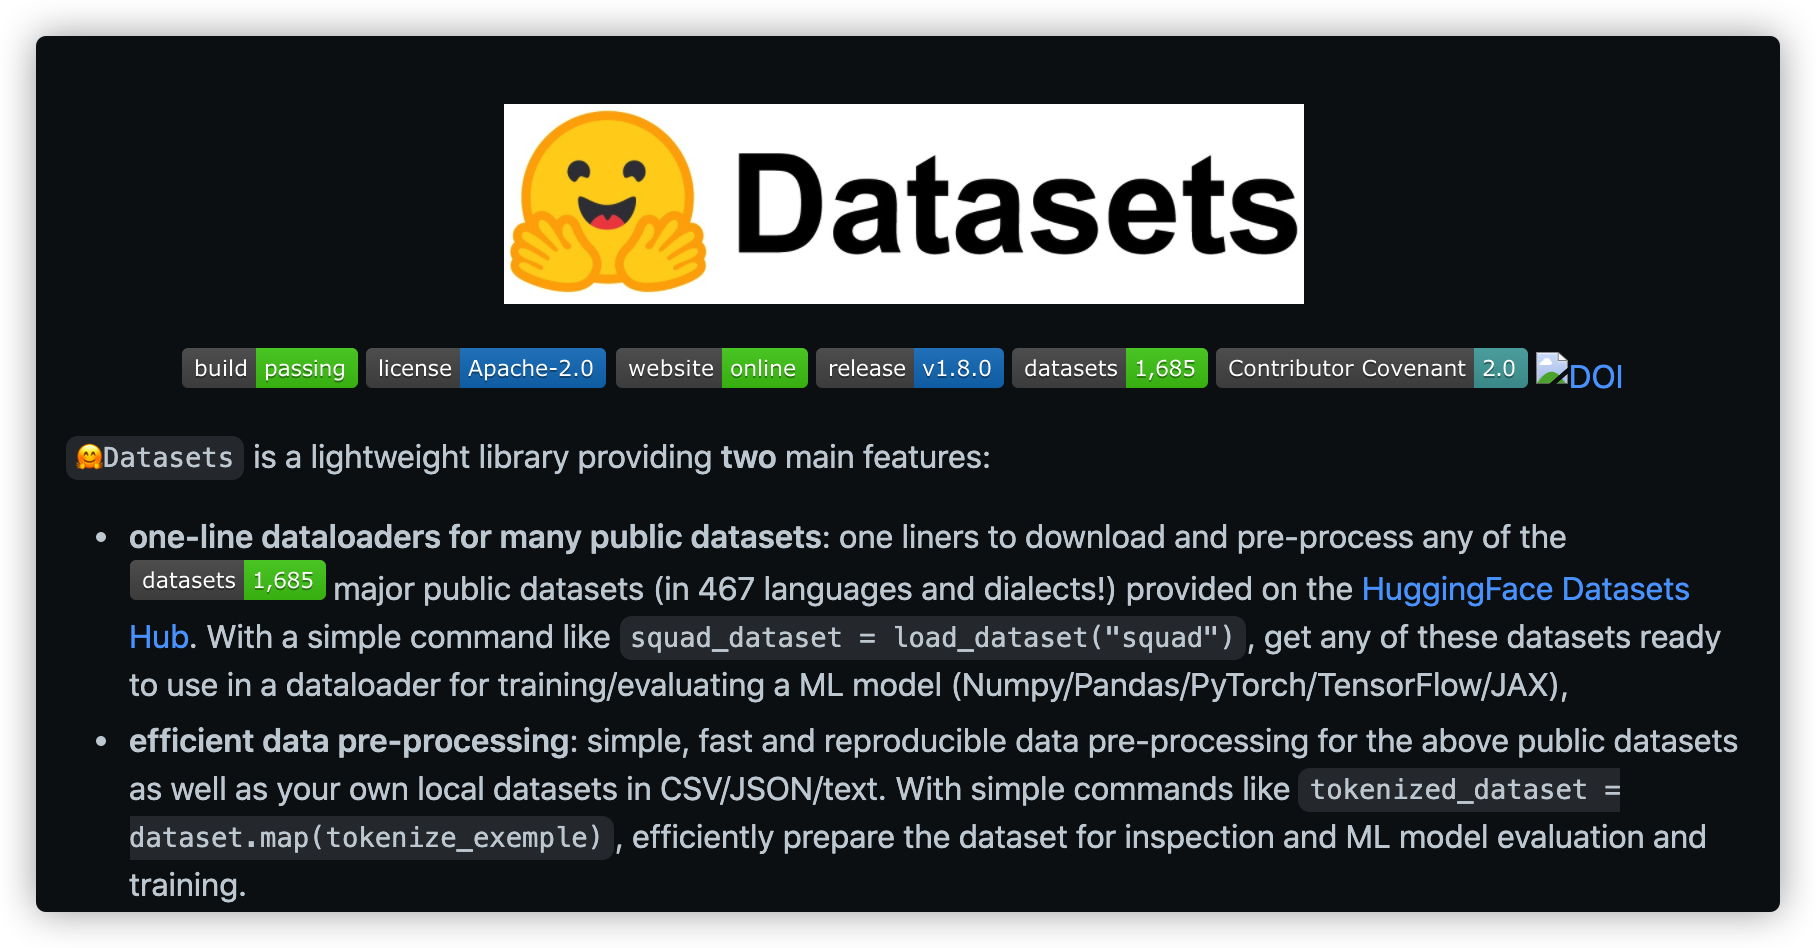 Datasets
build passing license Apache-2.0 website online release v1.8.0 datasets 1,685 Contributor Covenant 2.0 DOI
🤗Datasets is a lightweight library providing two main features:
• one-line dataloaders for many public datasets: one liners to download and pre-process any of the
datasets 1,685 major public datasets (in 467 languages and dialects!) provided on the HuggingFace Datasets
Hub. With a simple command like squad_dataset = load_dataset("squad"), get any of these datasets ready
to use in a dataloader for training/evaluating a ML model (Numpy/Pandas/PyTorch/TensorFlow/JAX),
• efficient data pre-processing: simple, fast and reproducible data pre-processing for the above public datasets
as well as your own local datasets in CSV/JSON/text. With simple commands like tokenized_dataset =
dataset.map(tokenize_exemple), efficiently prepare the dataset for inspection and ML model evaluation and
training.